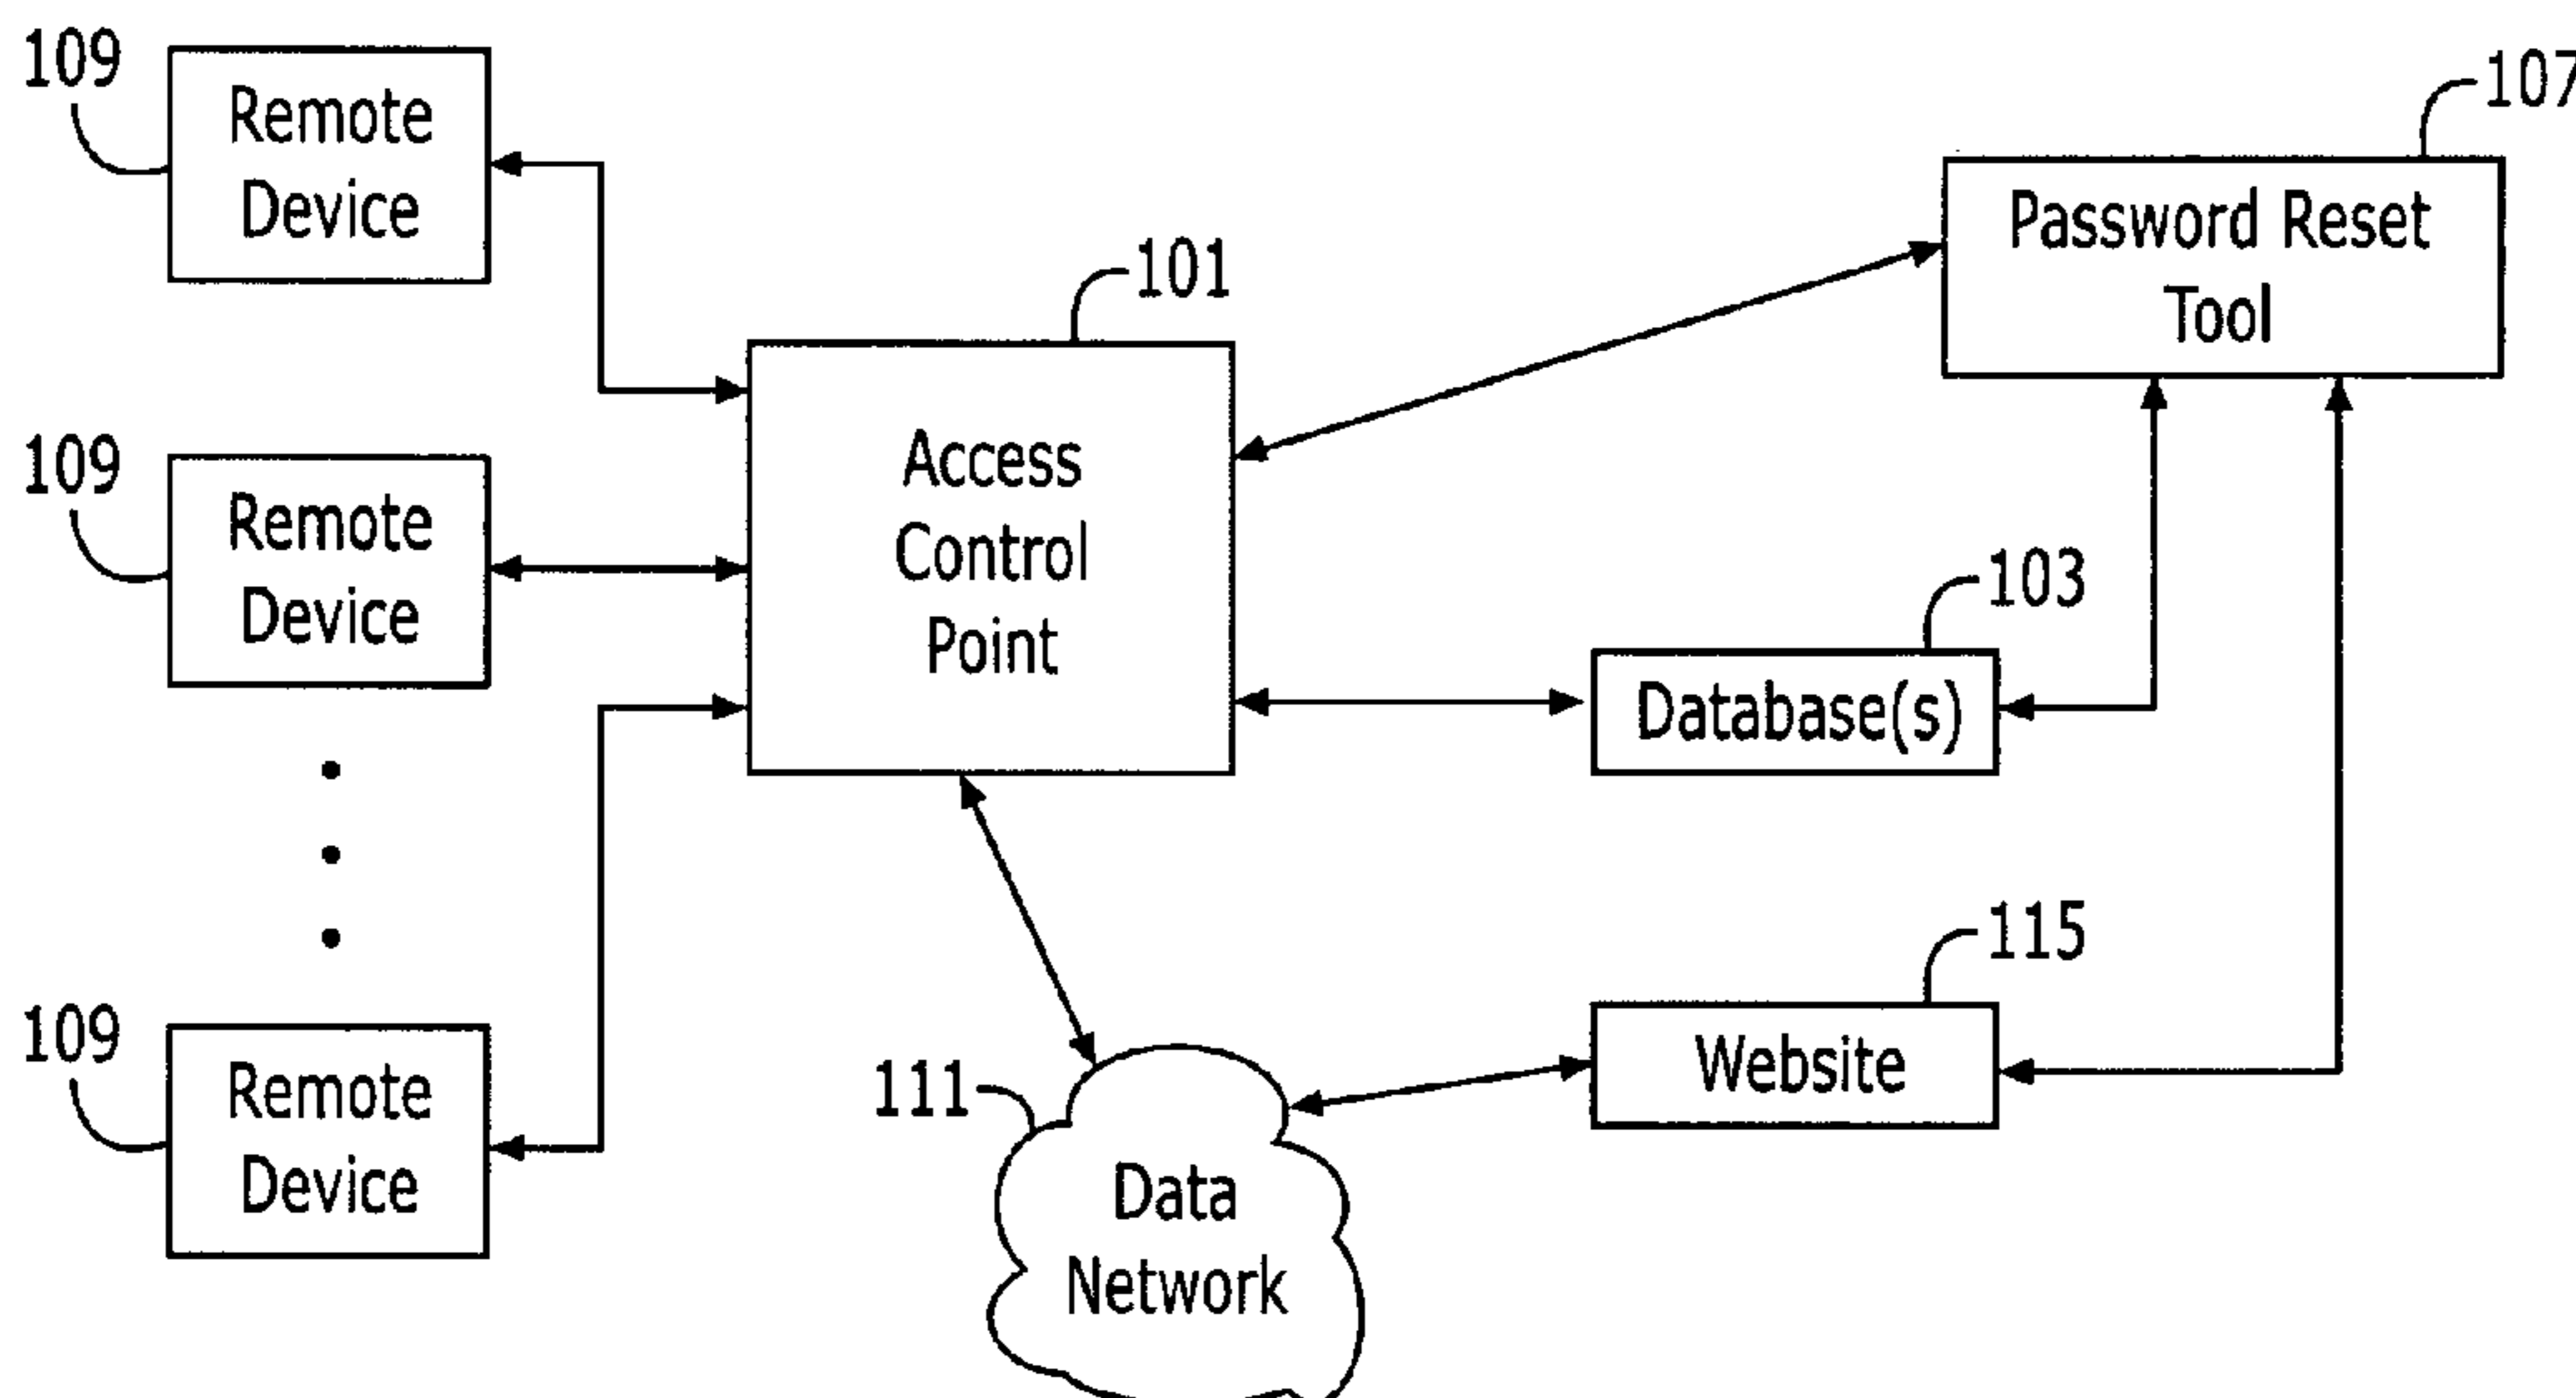 109
Remote
Device
107
Password Reset
Tool
101
Access
Control
Point
109
Remote
Device
103
Database(s)
115
Website
109
Remote
Device
111
Data
Network